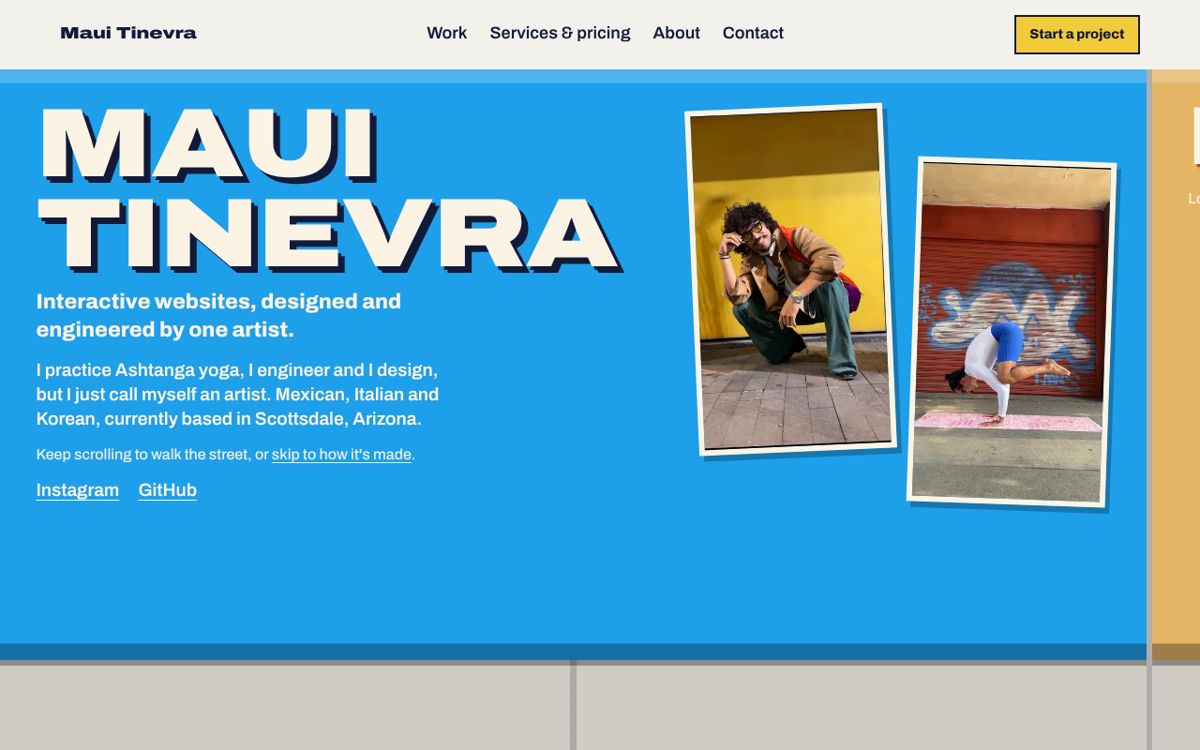 Maui Tinevra
Work
Services & pricing
About
Contact
Start a project
MAUI
TINEVRA
Interactive websites, designed and
engineered by one artist.
I practice Ashtanga yoga, I engineer and I design,
but I just call myself an artist. Mexican, Italian and
Korean, currently based in Scottsdale, Arizona.
Keep scrolling to walk the street, or skip to how it's made.
Instagram
GitHub